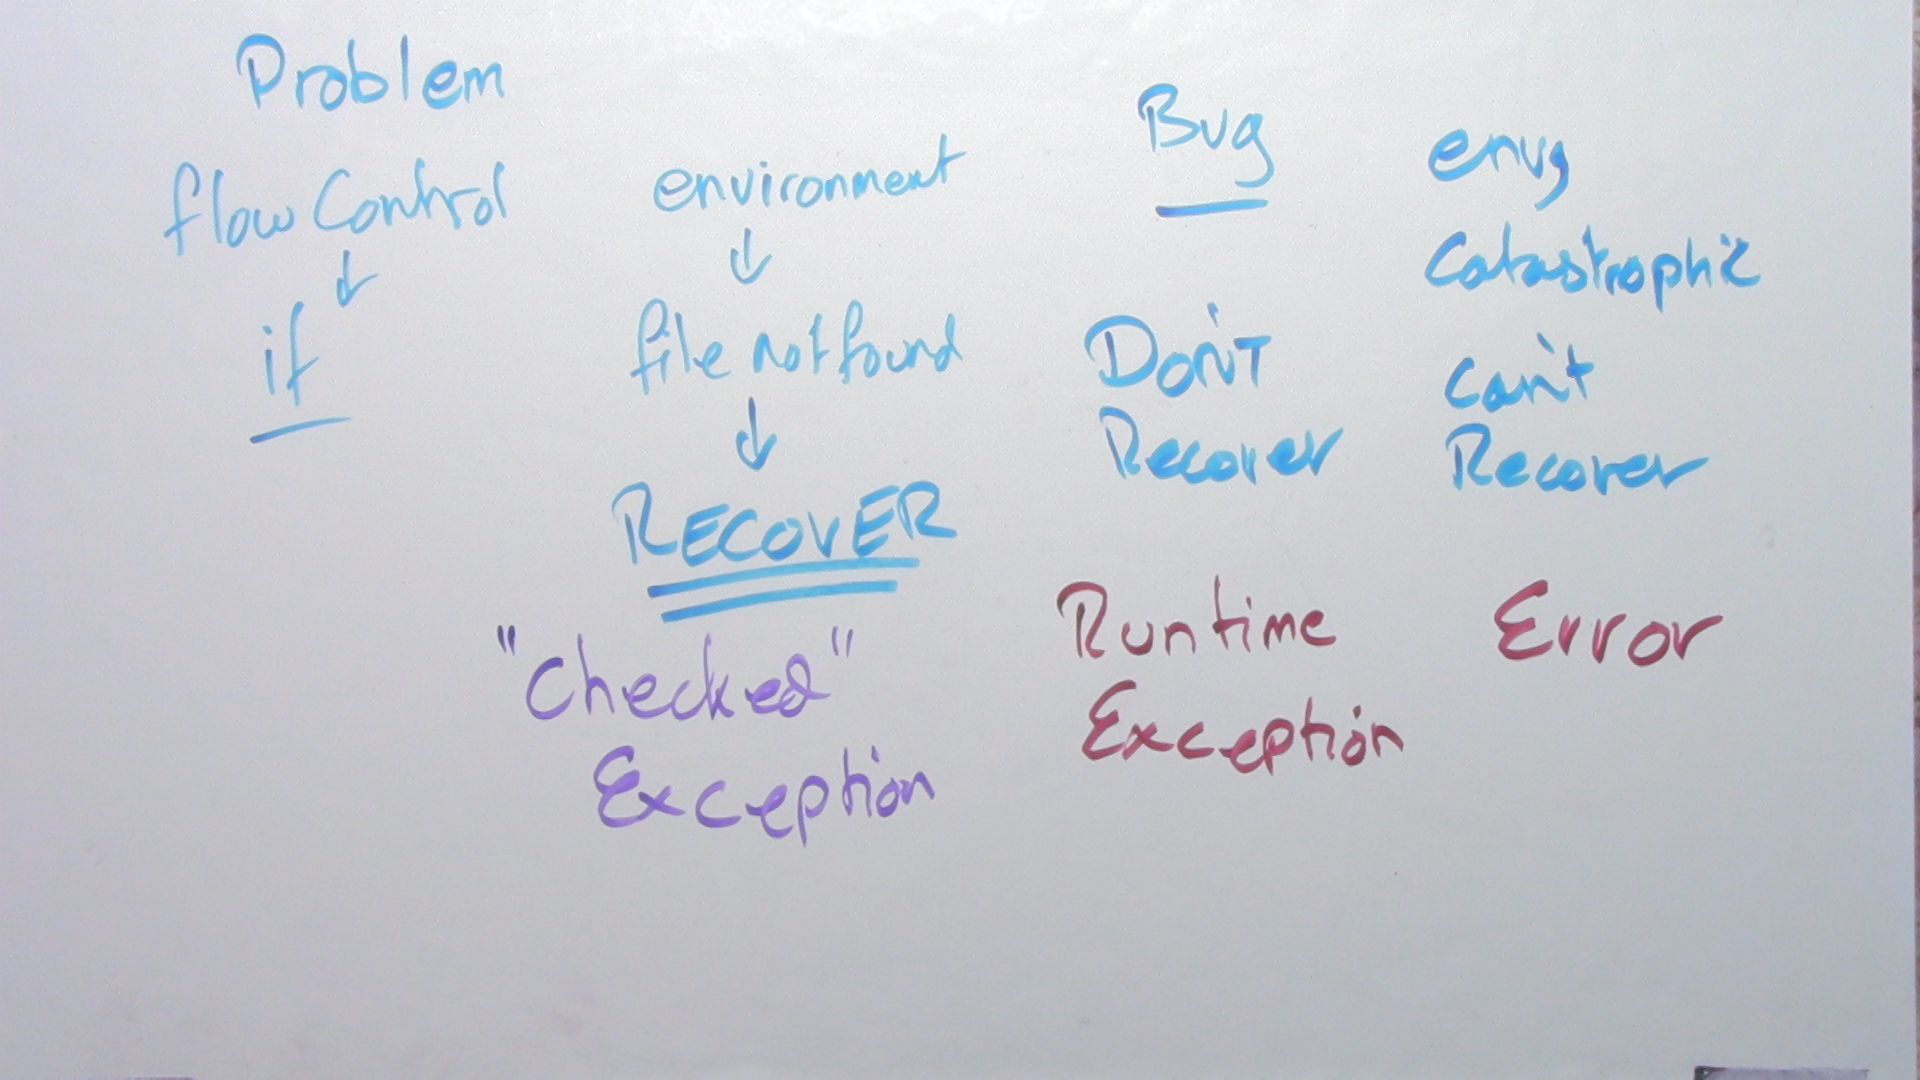 Problem
flow Control
if
environment
file not found
RECOVER
"Checked"
Exception
Bug
Don't
Recover
Runtime
Exception
Catastrophic
can't
Recover
Error